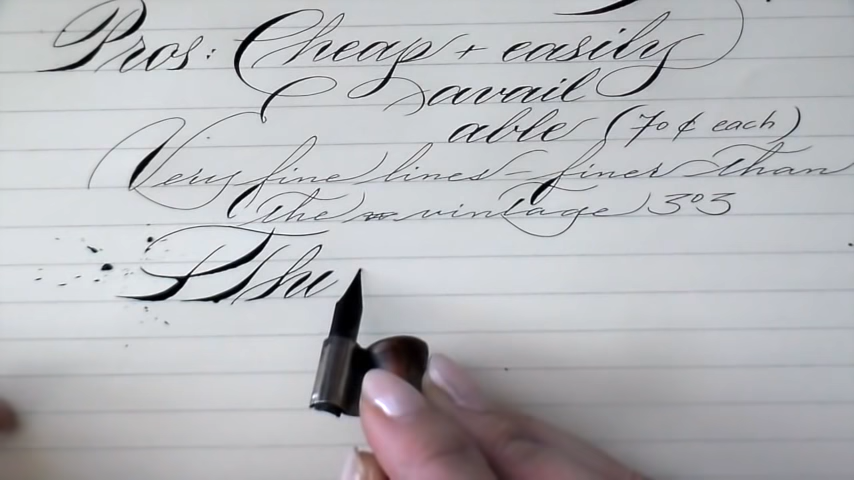 Pros: Cheap + easily
avail
able (70 ¢ each)
Very fine lines - finer than
the vintage 303